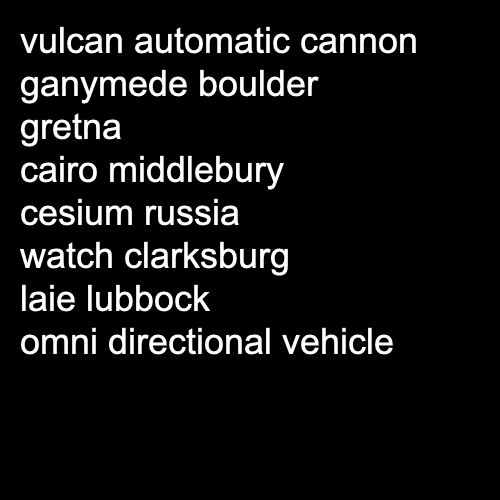 vulcan automatic cannon
ganymede boulder
gretna
cairo middlebury
cesium russia
watch clarksburg
laie lubbock
omni directional vehicle